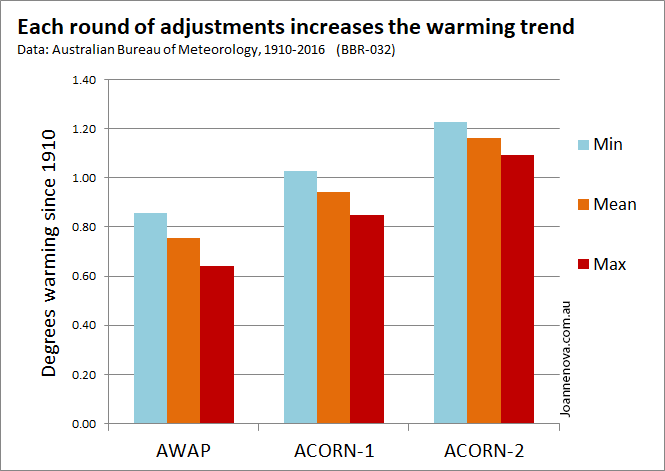 Each round of adjustments increases the warming trend
Data: Australian Bureau of Meteorology, 1910-2016 (BBR-032)
Degrees warming since 1910
1.40
1.20
1.00
0.80
0.60
0.40
0.20
0.00
AWAP
ACORN-1
ACORN-2
Min
Mean
Max
Joannenova.com.au